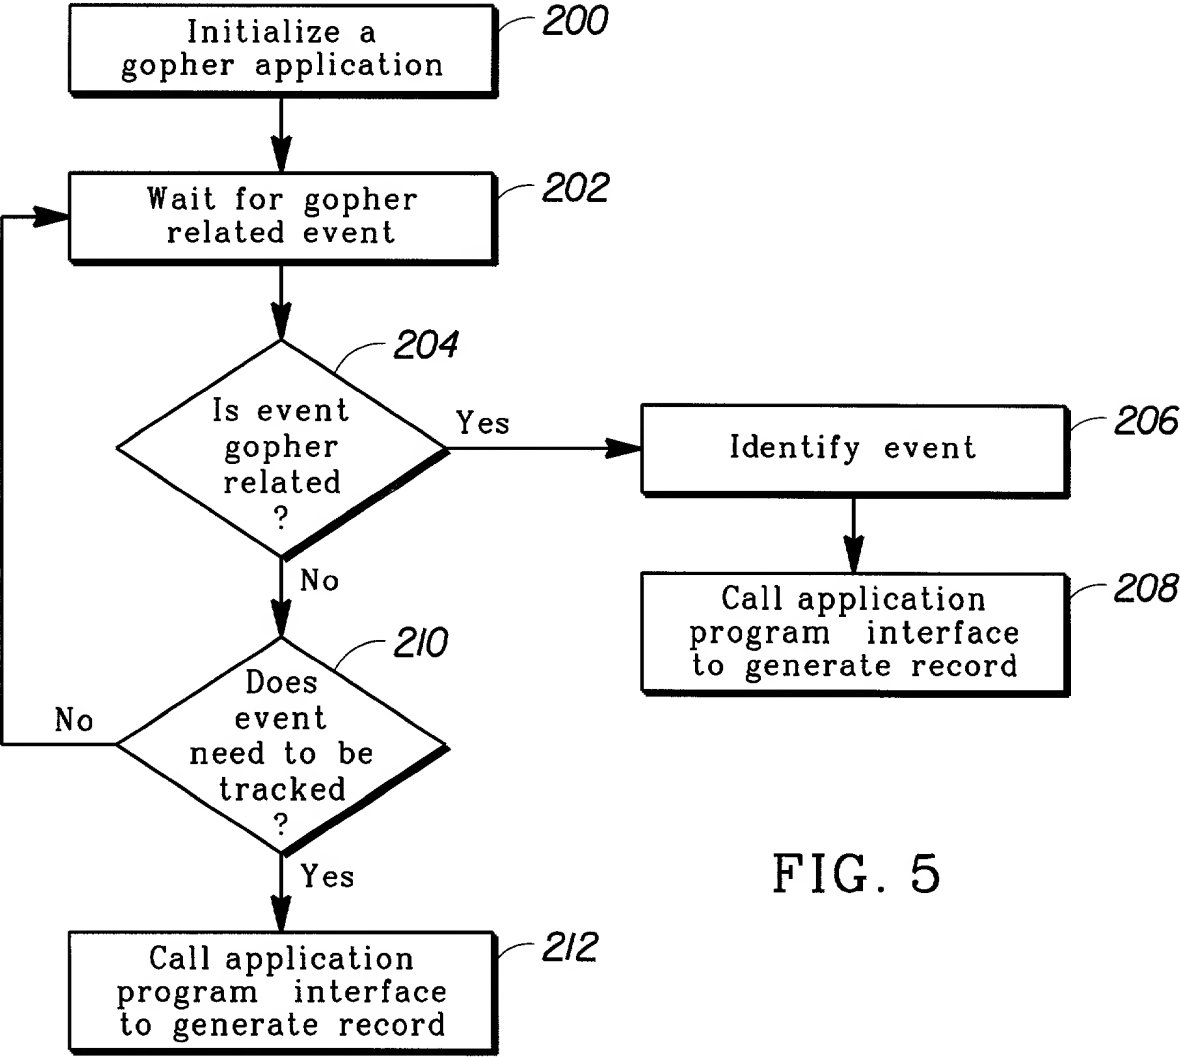 Initialize a
gopher application
200
Wait for gopher
related event
202
204
Is event
gopher
related
?
Yes
206
Identify event
No
208
Call application
program interface
to generate record
210
Does
event
need to be
tracked
?
No
Yes
FIG. 5
212
Call application
program interface
to generate record